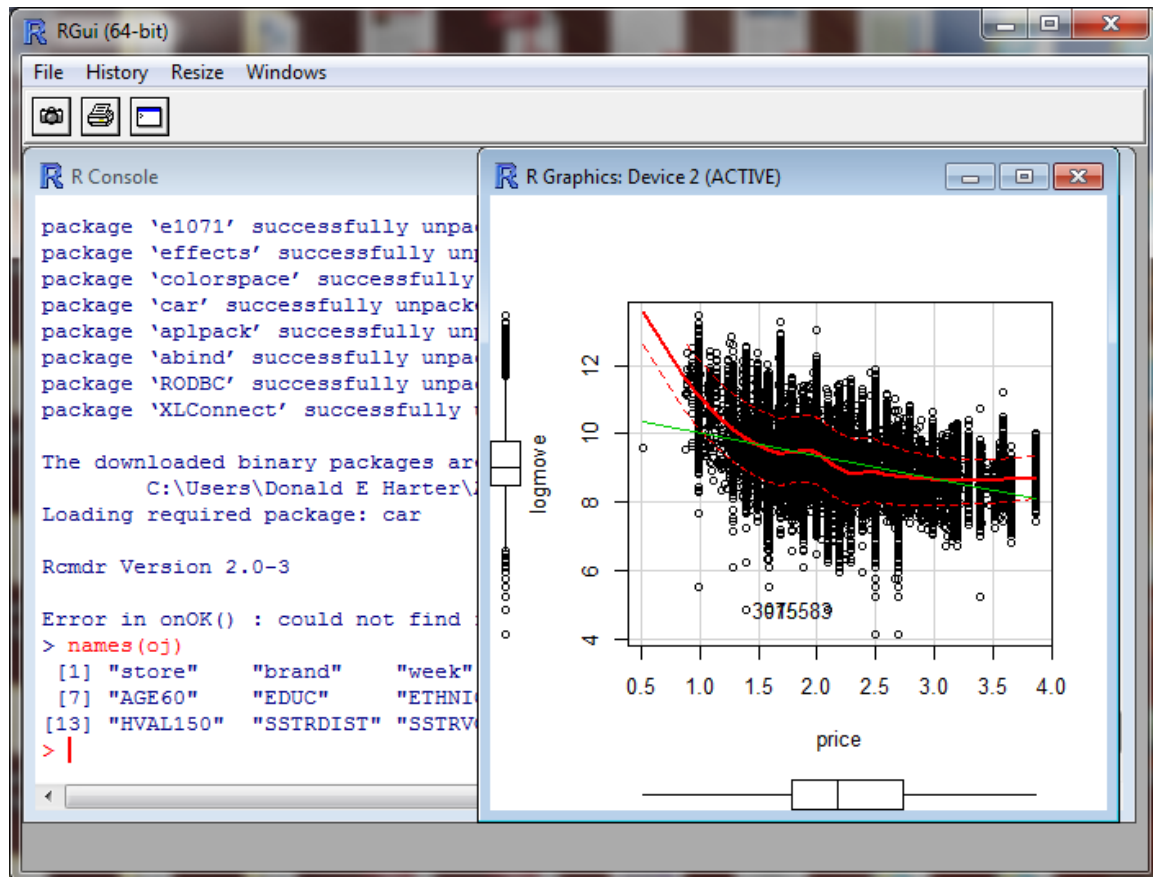 RGui (64-bit)
File History Resize Windows
R Console
package ‘e1071’ successfully unpa
package ‘effects’ successfully un
package ‘colorspace’ successfully
package ‘car’ successfully unpack
package ‘aplpack’ successfully un
package ‘abind’ successfully unpa
package ‘RODBC’ successfully unpa
package ‘XLConnect’ successfully
The downloaded binary packages ar
C:\Users\Donald E Harter\
Loading required package: car
Rcmdr Version 2.0-3
Error in onOK() : could not find
> names(oj)
[1] "store" "brand" "week"
[7] "AGE60" "EDUC" "ETHNI
[13] "HVAL150" "SSTRDIST" "SSTRV
>
R Graphics: Device 2 (ACTIVE)
logmove
12
10
8
6
4
0.5 1.0 1.5 2.0 2.5 3.0 3.5 4.0
price